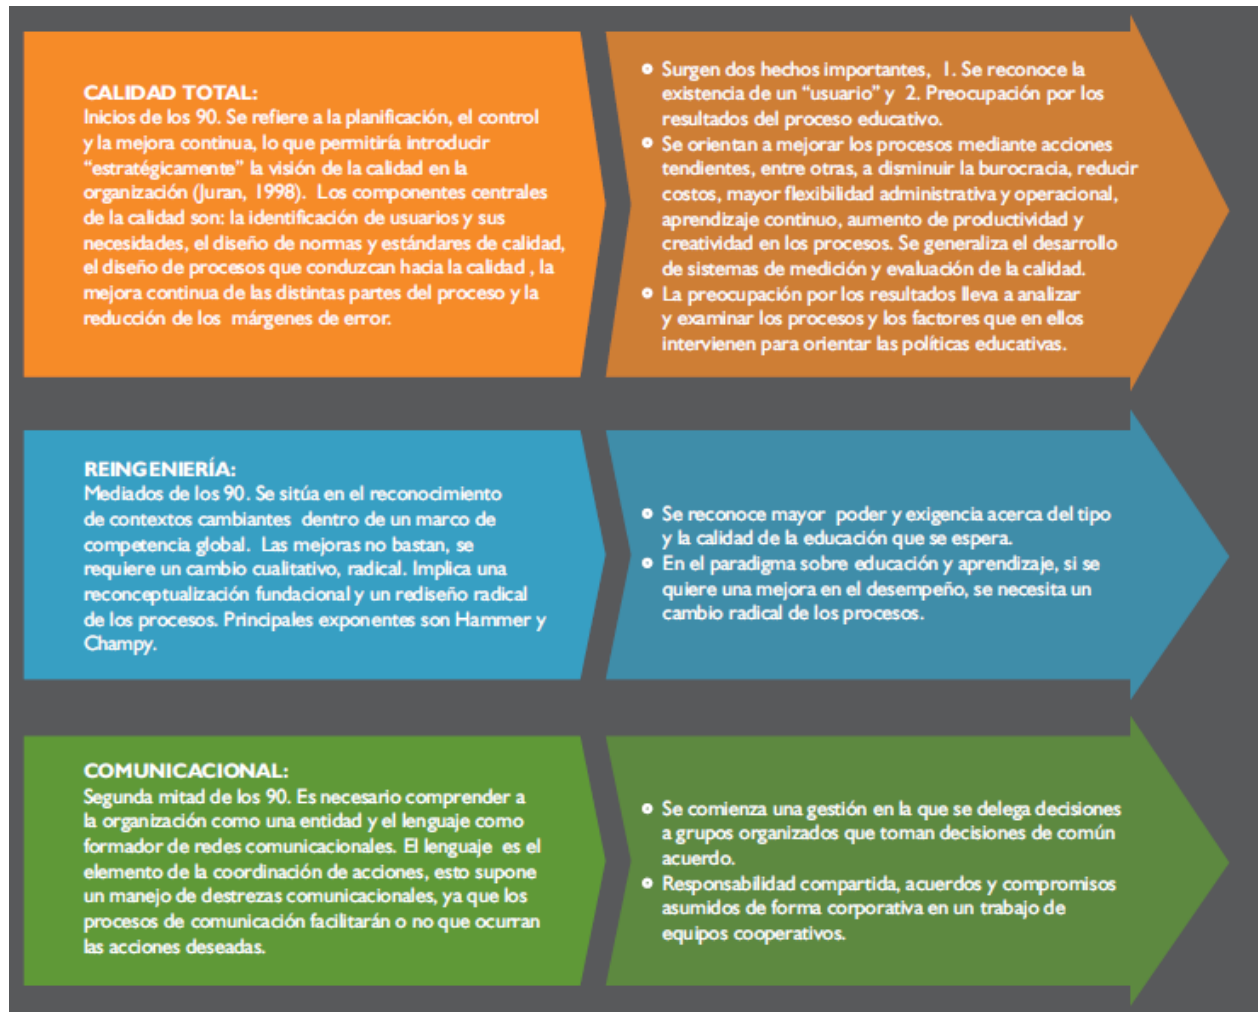 CALIDAD TOTAL:
Inicios de los 90. Se refiere a la planificación, el control
y la mejora continua, lo que permitiría introducir
“estratégicamente” la visión de la calidad en la
organización (Juran, 1998). Los componentes centrales
de la calidad son: la identificación de usuarios y sus
necesidades, el diseño de normas y estándares de calidad,
el diseño de procesos que conduzcan hacia la calidad , la
mejora continua de las distintas partes del proceso y la
reducción de los márgenes de error.
Surgen dos hechos importantes, 1. Se reconoce la
existencia de un “usuario” y 2. Preocupación por los
resultados del proceso educativo.
Se orientan a mejorar los procesos mediante acciones
tendientes, entre otras, a disminuir la burocracia, reducir
costos, mayor flexibilidad administrativa y operacional,
aprendizaje continuo, aumento de productividad y
creatividad en los procesos. Se generaliza el desarrollo
de sistemas de medición y evaluación de la calidad.
La preocupación por los resultados lleva a analizar
y examinar los procesos y los factores que en ellos
intervienen para orientar las políticas educativas.
REINGENIERÍA:
Mediados de los 90. Se sitúa en el reconocimiento
de contextos cambiantes dentro de un marco de
competencia global. Las mejoras no bastan, se
requiere un cambio cualitativo, radical. Implica una
reconceptualización fundacional y un rediseño radical
de los procesos. Principales exponentes son Hammer y
Champy.
Se reconoce mayor poder y exigencia acerca del tipo
y la calidad de la educación que se espera.
En el paradigma sobre educación y aprendizaje, si se
quiere una mejora en el desempeño, se necesita un
cambio radical de los procesos.
COMUNICACIONAL:
Segunda mitad de los 90. Es necesario comprender a
la organización como una entidad y el lenguaje como
formador de redes comunicacionales. El lenguaje es el
elemento de la coordinación de acciones, esto supone
un manejo de destrezas comunicacionales, ya que los
procesos de comunicación facilitarán o no que ocurran
las acciones deseadas.
Se comienza una gestión en la que se delega decisiones
a grupos organizados que toman decisiones de común
acuerdo.
Responsabilidad compartida, acuerdos y compromisos
asumidos de forma corporativa en un trabajo de
equipos cooperativos.